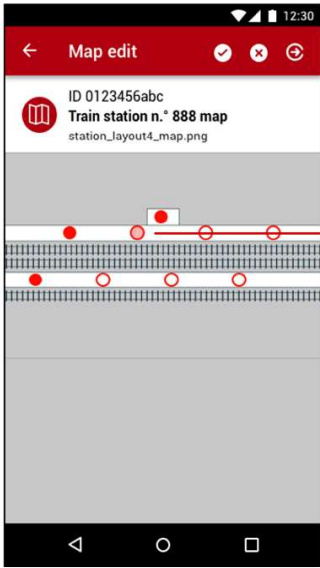 12:30
Map edit
ID 0123456abc
Train station n.° 888 map
station_layout4_map.png